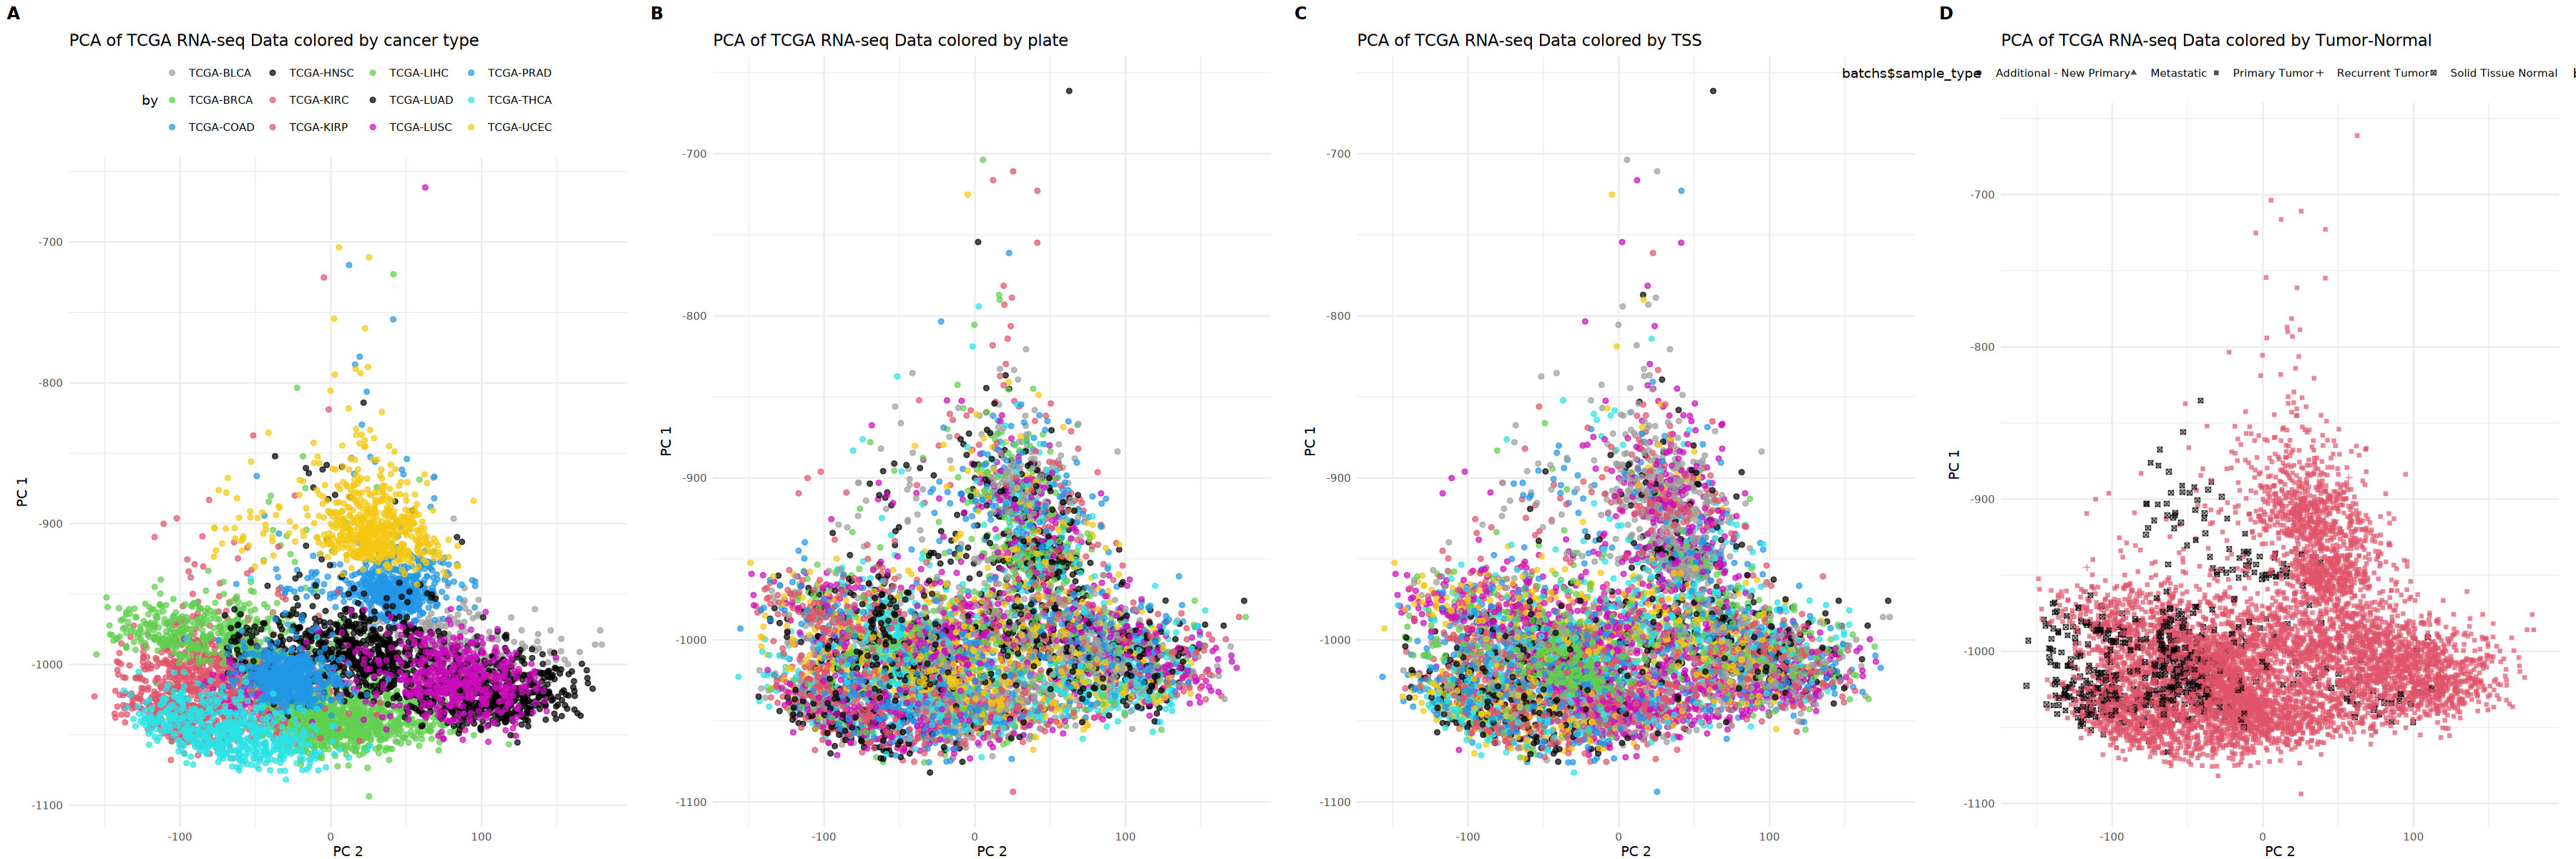 A
PCA of TCGA RNA-seq Data colored by cancer type
by
TCGA-BLCA TCGA-HNSC TCGA-LIHC TCGA-PRAD
TCGA-BRCA TCGA-KIRC TCGA-LUAD TCGA-THCA
TCGA-COAD TCGA-KIRP TCGA-LUSC TCGA-UCEC
PC 1
-700
-800
-900
-1000
-1100
-100 0 100
PC 2
B
PCA of TCGA RNA-seq Data colored by plate
PC 1
-700
-800
-900
-1000
-1100
-100 0 100
PC 2
C
PCA of TCGA RNA-seq Data colored by TSS
PC 1
-700
-800
-900
-1000
-1100
-100 0 100
PC 2
D
PCA of TCGA RNA-seq Data colored by Tumor-Normal
batchs$sample_type Additional - New Primary Metastatic Primary Tumor Recurrent Tumor Solid Tissue Normal
PC 1
-700
-800
-900
-1000
-1100
-100 0 100
PC 2